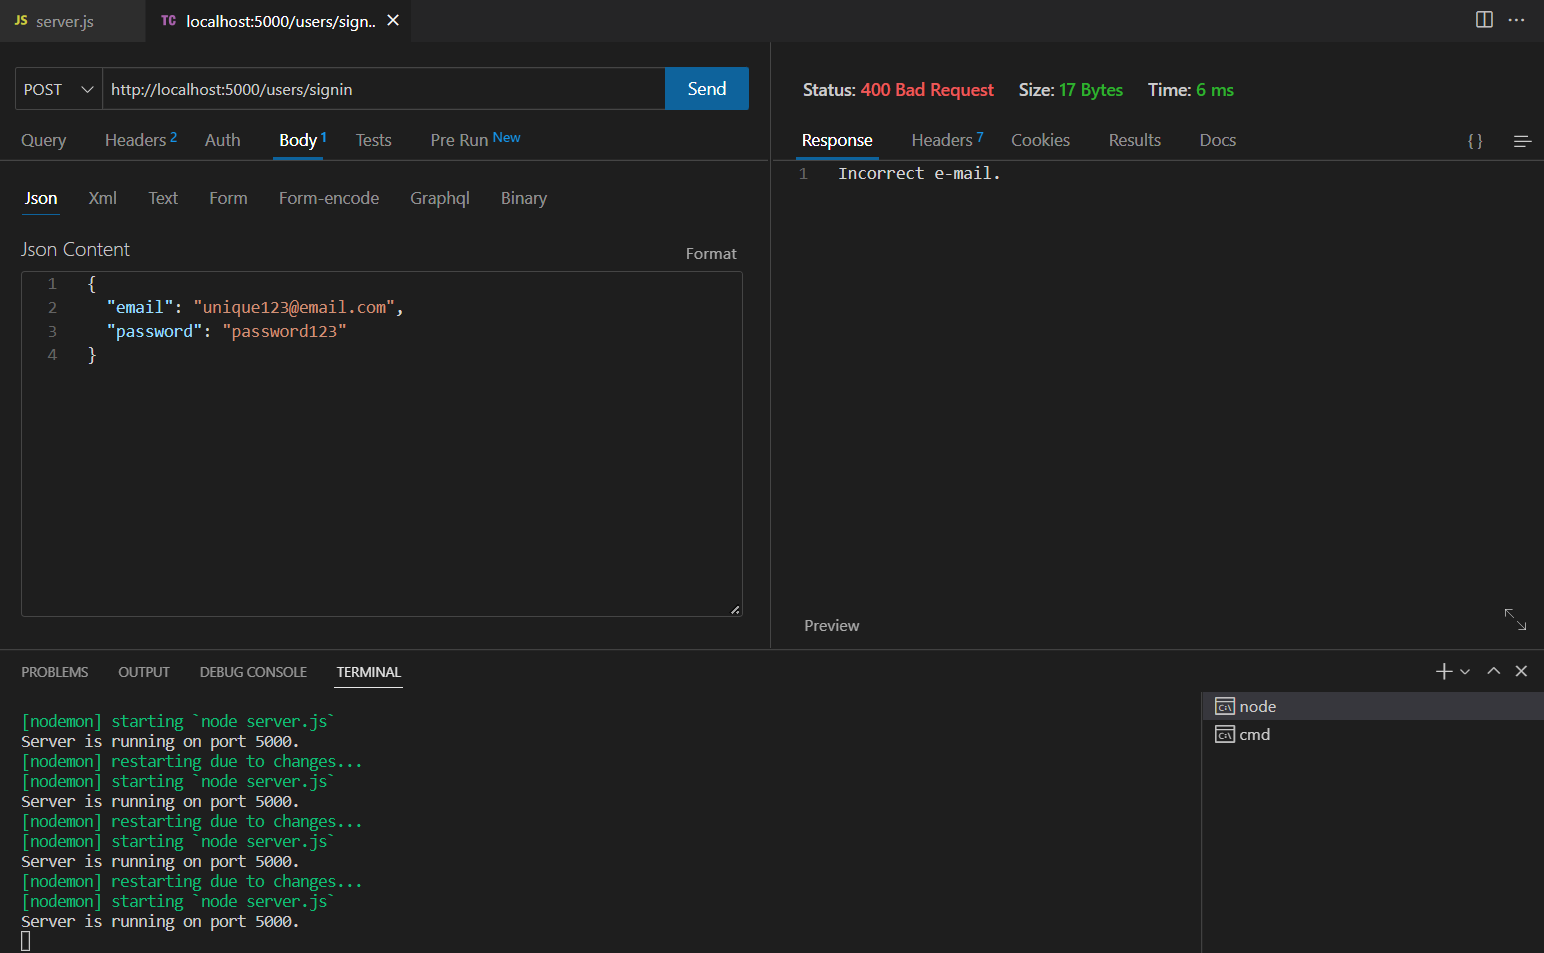 JS server.js TC localhost:5000/users/sign.. ...
POST http://localhost:5000/users/signin Send
Query Headers 2 Auth Body 1 Tests Pre Run New
Json Xml Text Form Form-encode Graphql Binary
Json Content Format
1 {
2 "email": "unique123@email.com",
3 "password": "password123"
4 }
Status: 400 Bad Request Size: 17 Bytes Time: 6 ms
Response Headers 7 Cookies Results Docs { }
1 Incorrect e-mail.
Preview
PROBLEMS OUTPUT DEBUG CONSOLE TERMINAL
[nodemon] starting `node server.js`
Server is running on port 5000.
[nodemon] restarting due to changes...
[nodemon] starting `node server.js`
Server is running on port 5000.
[nodemon] restarting due to changes...
[nodemon] starting `node server.js`
Server is running on port 5000.
[nodemon] restarting due to changes...
[nodemon] starting `node server.js`
Server is running on port 5000.
node
cmd